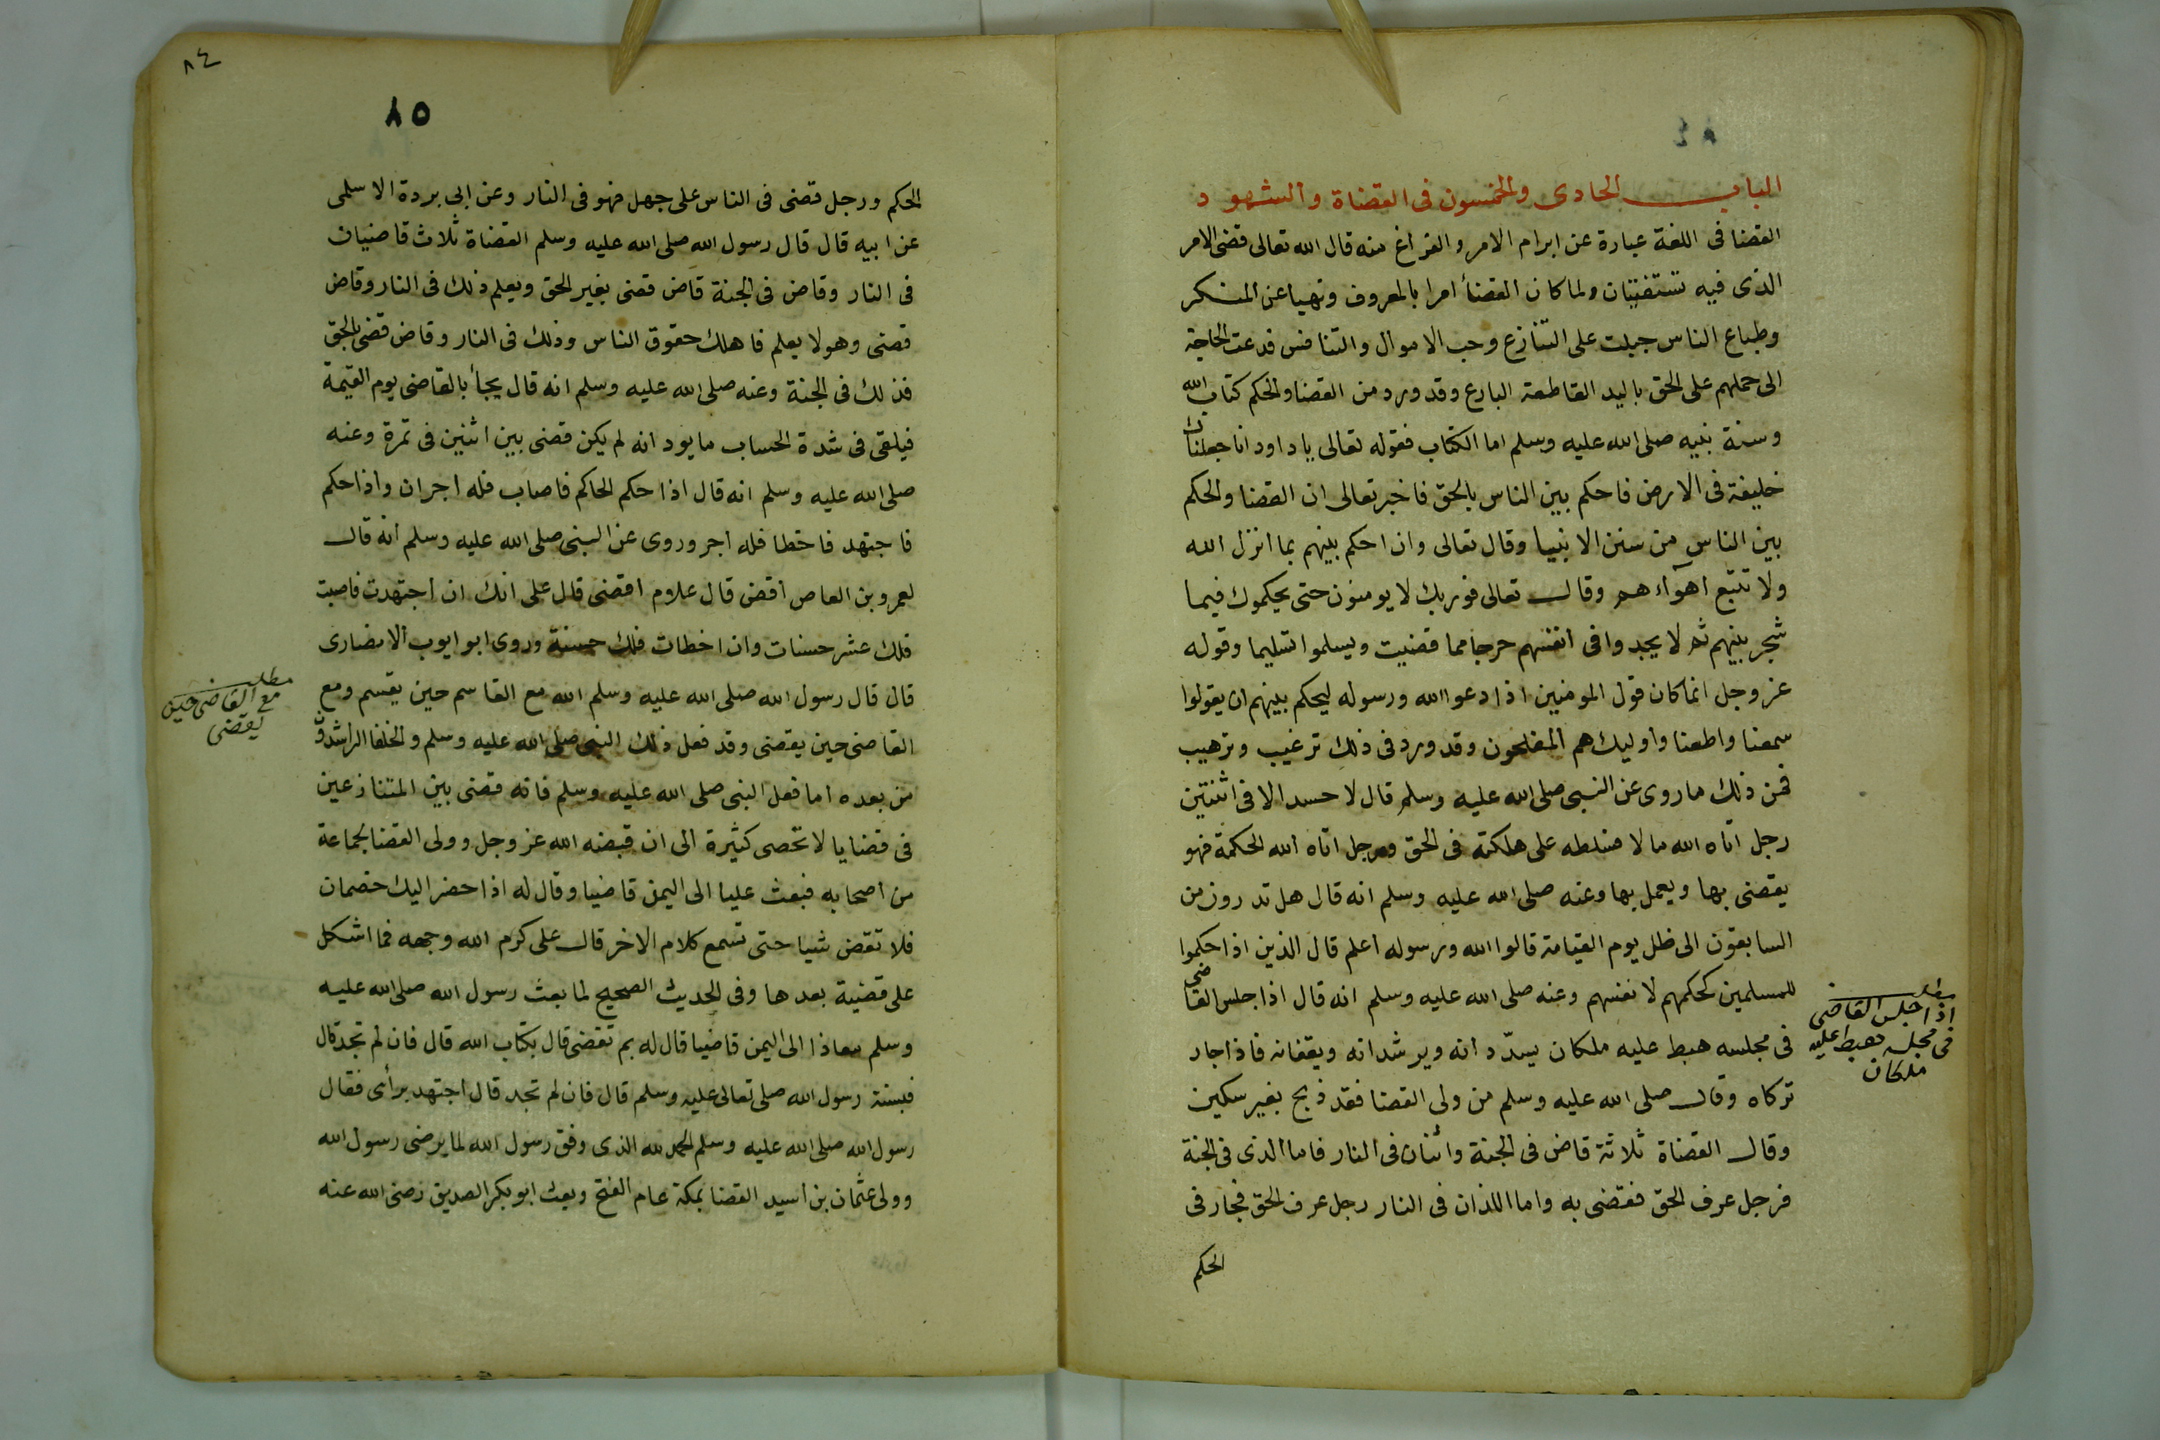 ٨٤
الباب الحادى والخمسون فى القضاة والشهود
القضا فى اللغة عبارة عن ابرام الامر والفراغ منه قال الله تعالى قضى الامر
الذى فيه تستفتيان ولما كان القضأ امرا بالمعروف ونهيا عن المنكر
وطباع الناس جبلت على التنازع وحب الاموال والتنافس فدعت الحاجة
الى حملهم على الحق باليد القاطعة البارع وقد ورد من القضا والحكم كتاب الله
وسنة نبيه صلى الله عليه وسلم اما الكتاب فقوله تعالى يا داود انا جعلناك
خليفة فى الارض فاحكم بين الناس بالحق فاخبر تعالى ان القضا والحكم
بين الناس من سنن الانبيا وقال تعالى وان احكم بينهم بما انزل الله
ولا تتبع اهوآءهم وقال تعالى فوربك لا يومنون حتى يحكموك فيما
شجر بينهم ثم لا يجدوا فى انفسهم حرجا مما قضيت ويسلموا تسليما وقوله
عز وجل انما كان قول المومنين اذا دعوا الله ورسوله ليحكم بينهم ان يقولوا
سمعنا واطعنا واوليك هم المفلحون وقد ورد فى ذلك ترغيب وترهيب
فمن ذلك ما روى عن النبى صلى الله عليه وسلم قال لا حسد الا فى اثنتين
رجل اتاه الله مالا فسلطه على هلكته فى الحق ورجل اتاه الله الحكمة فهو
يقضى بها ويعمل بها وعنه صلى الله عليه وسلم انه قال هل تدرون من
السابقون الى ظل يوم القيامة قالوا الله ورسوله اعلم قال الذين اذا حكموا
للمسلمين كحكمهم لانفسهم وعنه صلى الله عليه وسلم انه قال اذا جلس القاضى
فى مجلسه هبط عليه ملكان يسدّدانه ويرشدانه ويقفانه فاذا جار
تركاه وقال صلى الله عليه وسلم من ولى القضا فقد ذبح بغير سكين
وقال القضاة ثلاثة قاض فى الجنة واثنان فى النار فاما الذى فى الجنة
فرجل عرف الحق فقضى به واما اللذان فى النار رجل عرف الحق فجار فى
الحكم
مطلب
اذا جلس القاضى
فى مجلسه هبط عليه
ملكان
٨٤
٨٥
الحكم ورجل قضى فى الناس على جهل فهو فى النار وعن ابى بردة الاسلمى
عن ابيه قال قال رسول الله صلى الله عليه وسلم القضاة ثلاث قاضيان
فى النار وقاض فى الجنة قاض قضى بغير الحق ويعلم ذلك فى النار وقاض
قضى وهو لا يعلم فاهلك حقوق الناس وذلك فى النار وقاض قضى بالحق
فذلك فى الجنة وعنه صلى الله عليه وسلم انه قال يجأ بالقاضى يوم القيمة
فيلقى فى شدة الحساب ما يود انه لم يكن قضى بين اثنين فى تمرة وعنه
صلى الله عليه وسلم انه قال اذا حكم الحاكم فاصاب فله اجران واذا حكم
فاجتهد فاخطا فله اجر وروى عن النبى صلى الله عليه وسلم انه قال
لعمرو بن العاص اقض قال علام اقضى قال على انك ان اجتهدت فاصبت
فلك عشر حسنات وان اخطات فلك حسنة وروى ابو ايوب الانصارى
قال قال رسول الله صلى الله عليه وسلم الله مع القاسم حين يقسم ومع
القاضى حين يقضى وقد فعل ذلك النبى صلى الله عليه وسلم والخلفا الراشدون
من بعده اما فعل النبى صلى الله عليه وسلم فانه قضى بين المتنازعين
فى قضايا لا تحصى كثيرة الى ان قبضه الله عز وجل وولى القضا لجماعة
من اصحابه فبعث عليا الى اليمن قاضيا وقال له اذا حضر اليك خصمان
فلا تقض شيا حتى تسمع كلام الاخر قال على كرم الله وجهه فما اشكل
على قضية بعدها وفى الحديث الصحيح لما بعث رسول الله صلى الله عليه
وسلم معاذا الى اليمن قاضيا قال له بم تقضى قال بكتاب الله قال فان لم تجد قال
فبسنة رسول الله صلى تعالى عليه وسلم قال فان لم تجد قال اجتهد برأى فقال
رسول الله صلى الله عليه وسلم الحمد لله الذى وفق رسول الله لما يرضى رسول الله
وولى عثمان بن اسيد القضا بمكة عام الفتح وبعث ابو بكر الصديق رضى الله عنه
مطلب
مع القاضى حين
يقضى